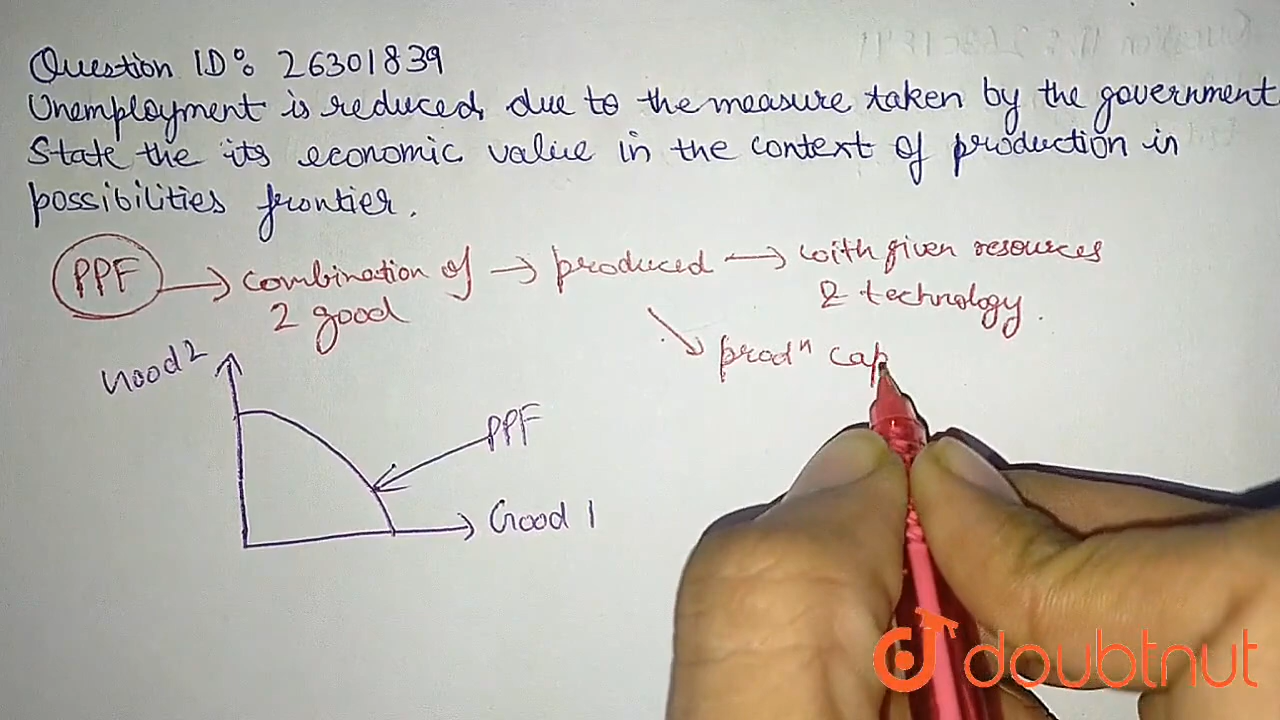 Question ID: 26301839
Unemployment is reduced, due to the measure taken by the government
State the its economic value in the context of production in
possibilities frontier.
PPF → combination of → produced → with given resources
2 good
& technology.
prodⁿ cap
Good 2
PPF
Good 1
doubtnut